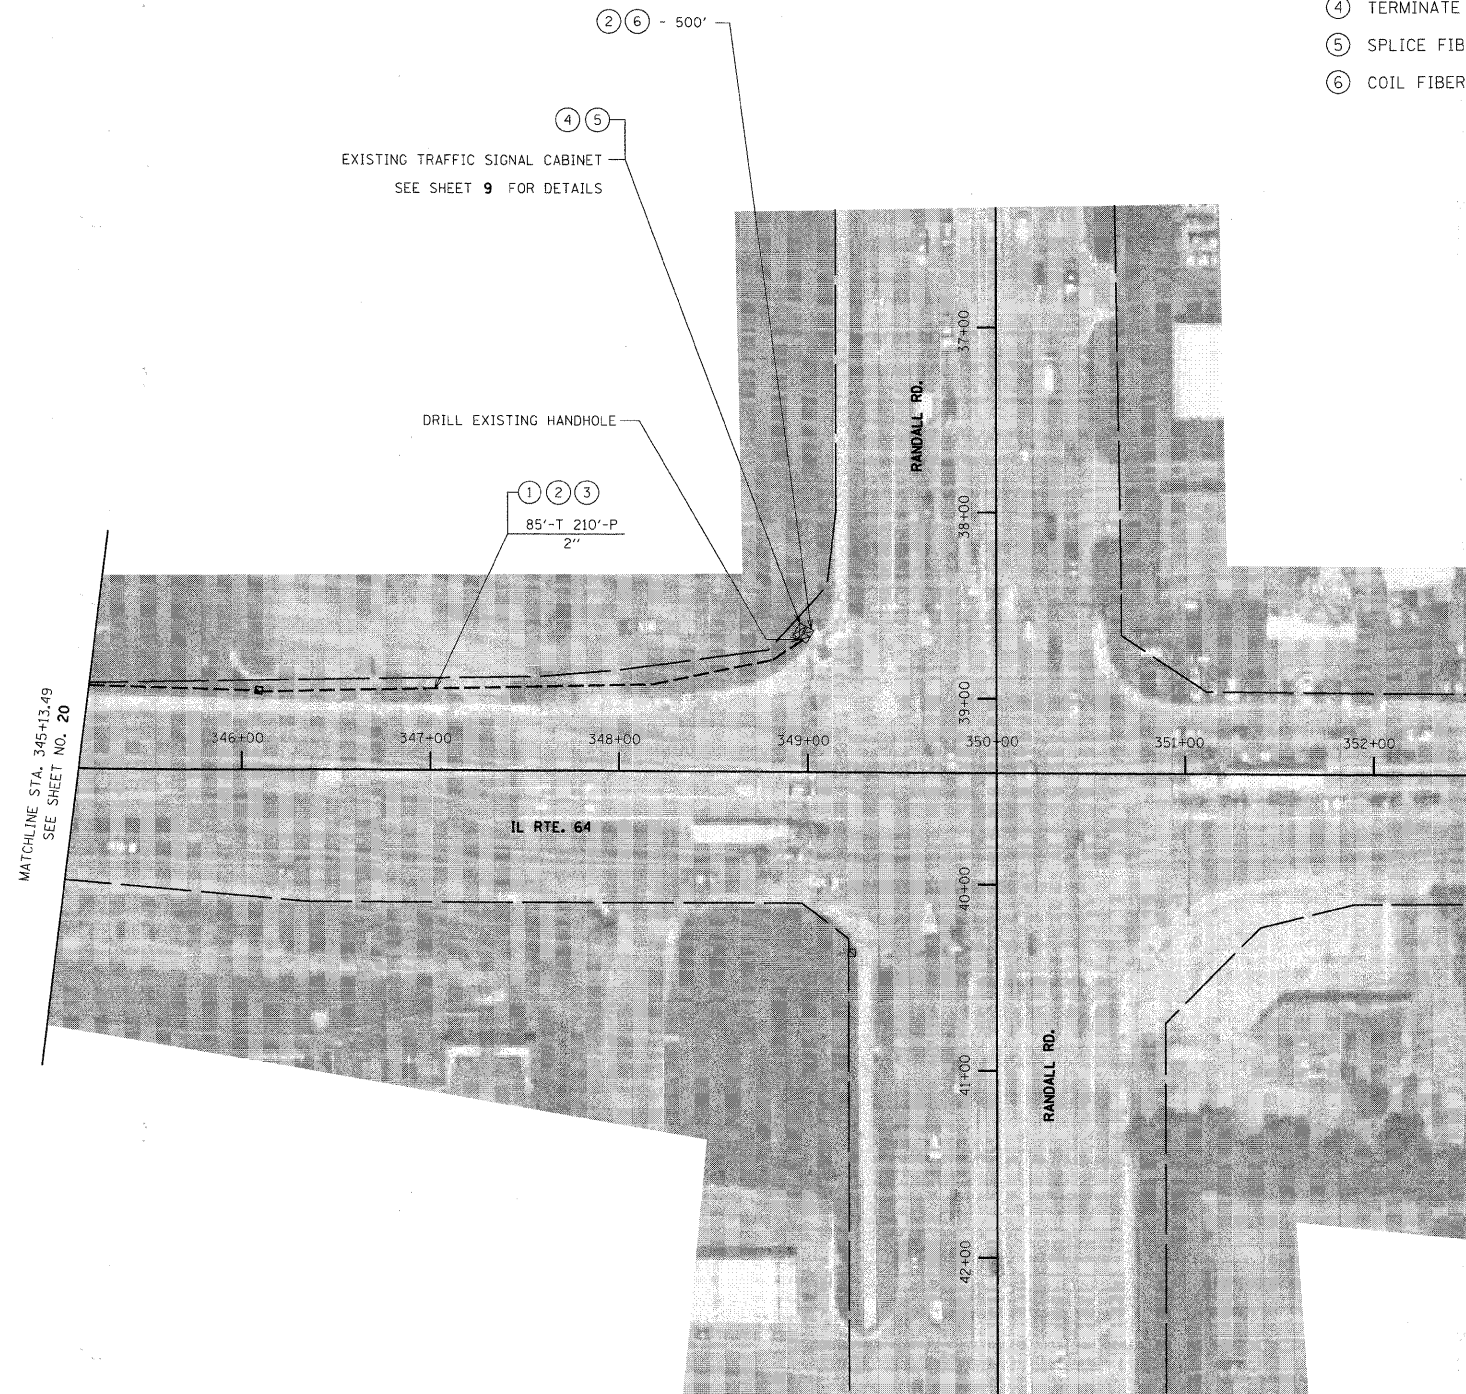 ④ TERMINATE
② ⑥ - 500'
⑤ SPLICE FIB
⑥ COIL FIBER
④ ⑤
EXISTING TRAFFIC SIGNAL CABINET
SEE SHEET 9 FOR DETAILS
37+00
RANDALL RD.
DRILL EXISTING HANDHOLE
① ② ③
85'-T 210'-P
2''
38+00
39+00
346+00
347+00
348+00
349+00
350+00
351+00
352+00
MATCHLINE STA. 345+13.49
SEE SHEET NO. 20
IL RTE. 64
40+00
RANDALL RD.
41+00
42+00